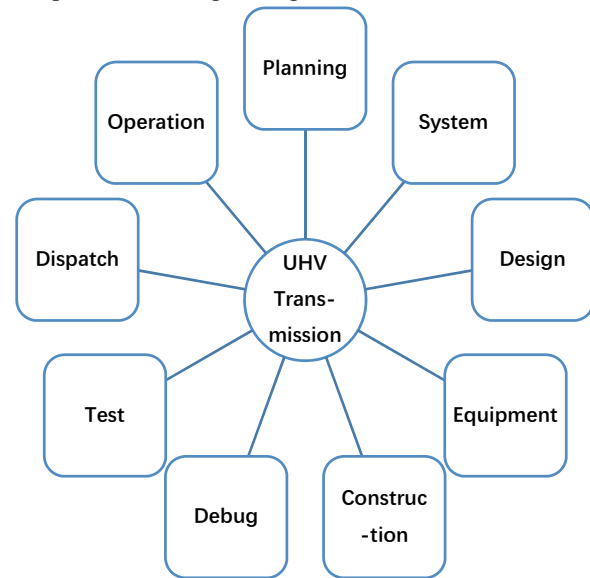 Planning
System
Operation
Dispatch
UHV
Trans-
mission
Design
Test
Equipment
Debug
Construc
-tion